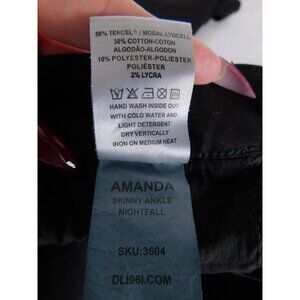 58% TENCEL® / MODAL LYOCELL
30% COTTON-COTON
ALGODÃO-ALGODON
10% POLYESTER-POLIESTER
POLIÉSTER
2% LYCRA
HAND WASH INSIDE OUT
WITH COLD WATER AND
LIGHT DETERGENT
DRY VERTICALLY
IRON ON MEDIUM HEAT
AMANDA
SKINNY ANKLE
NIGHTFALL
SKU:3604
DL1961.COM